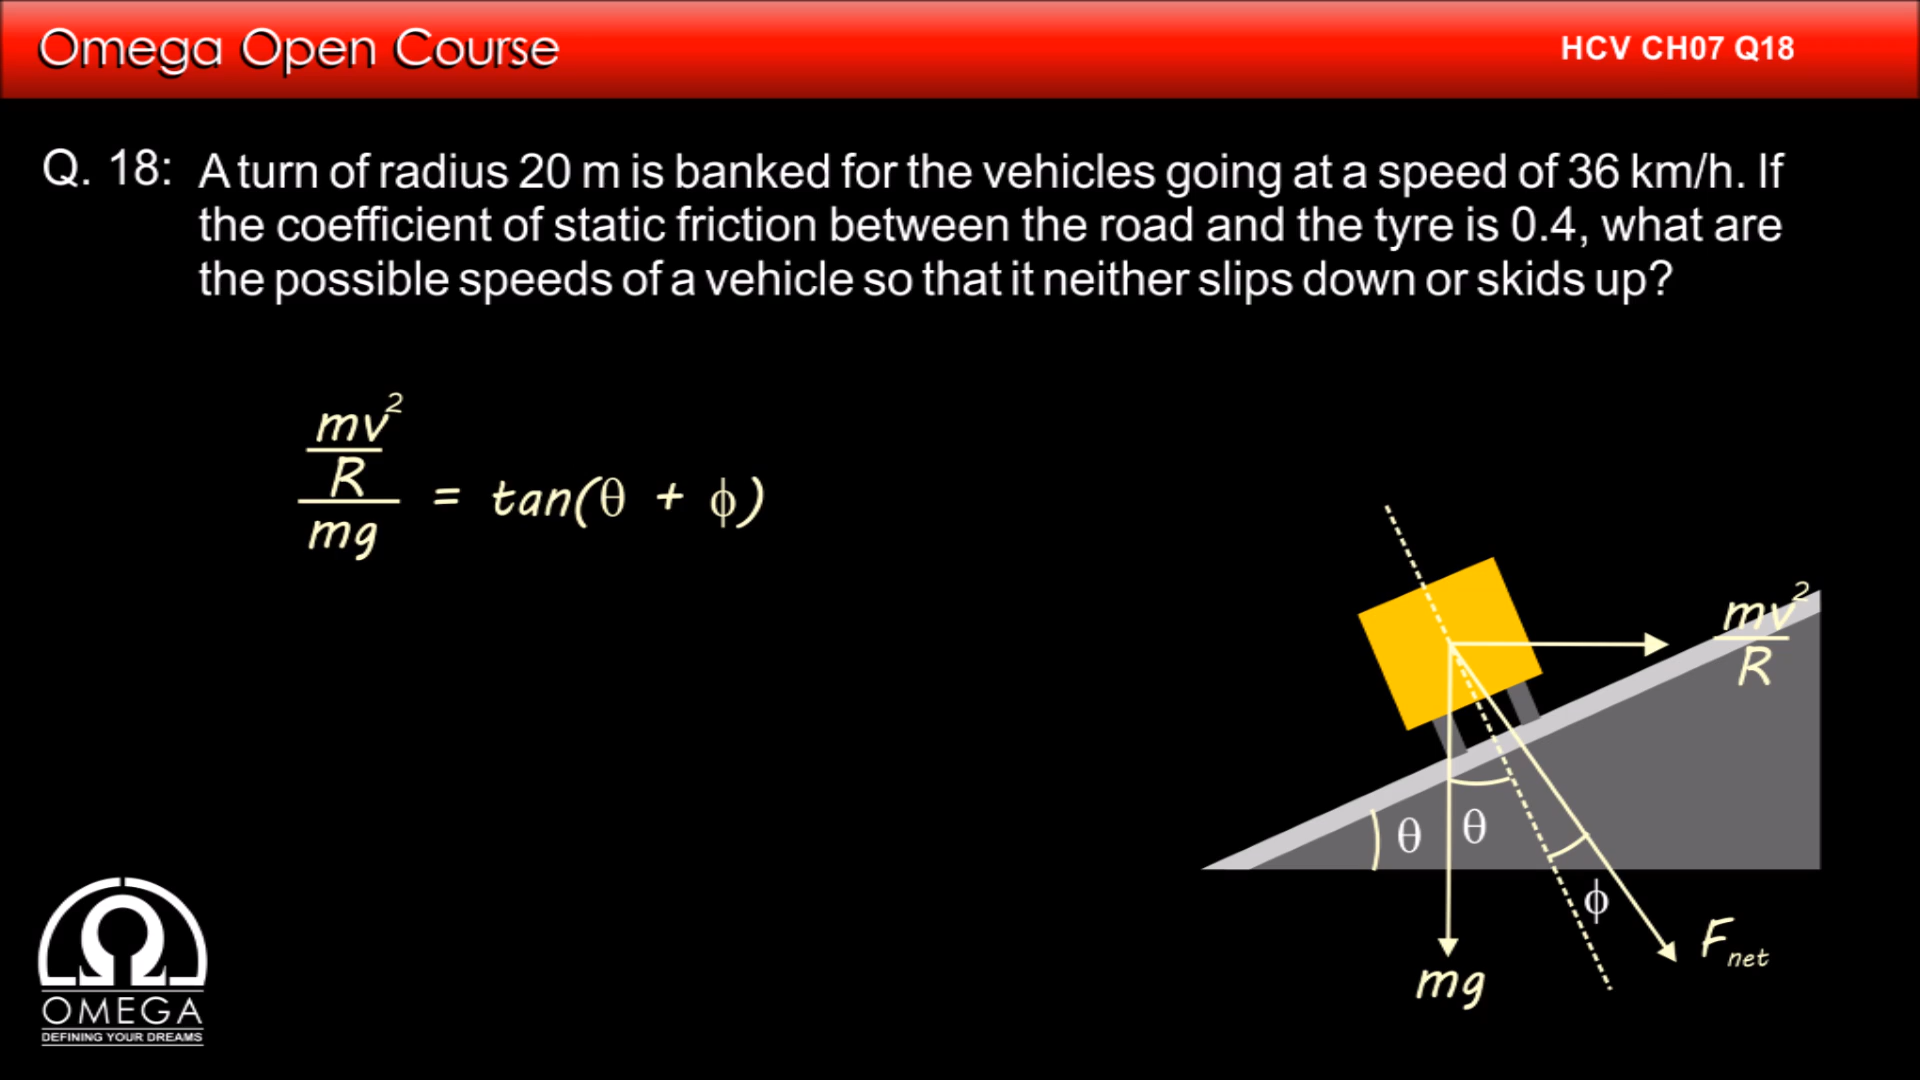 Omega Open Course
HCV CH07 Q18
Q. 18: A turn of radius 20 m is banked for the vehicles going at a speed of 36 km/h. If
the coefficient of static friction between the road and the tyre is 0.4, what are
the possible speeds of a vehicle so that it neither slips down or skids up?
mv²
R
mg
= tan(θ + ϕ)
mv²
R
θ
θ
ϕ
F net
mg
OMEGA
DEFINING YOUR DREAMS